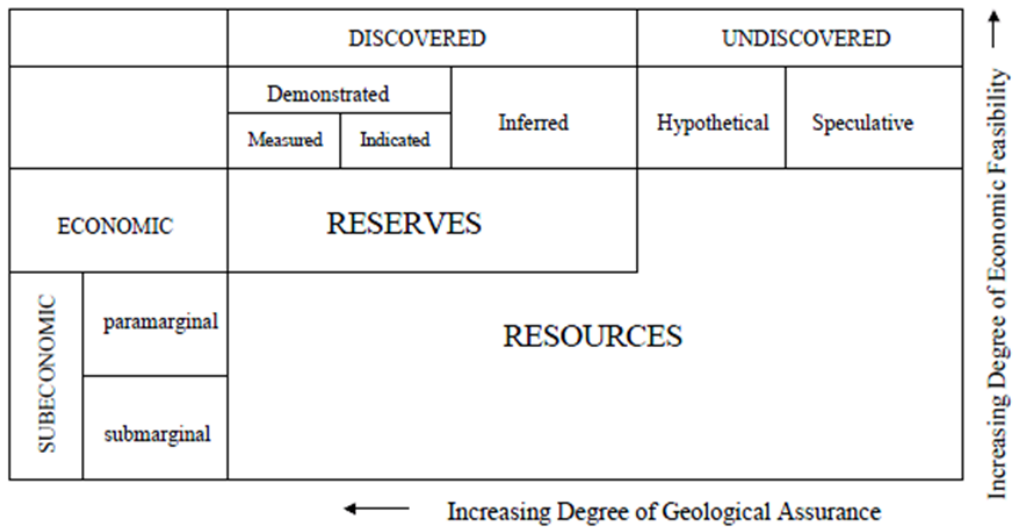 DISCOVERED
UNDISCOVERED
Demonstrated
Measured
Indicated
Inferred
Hypothetical
Speculative
ECONOMIC
RESERVES
SUBECONOMIC
paramarginal
submarginal
RESOURCES
Increasing Degree of Economic Feasibility
Increasing Degree of Geological Assurance